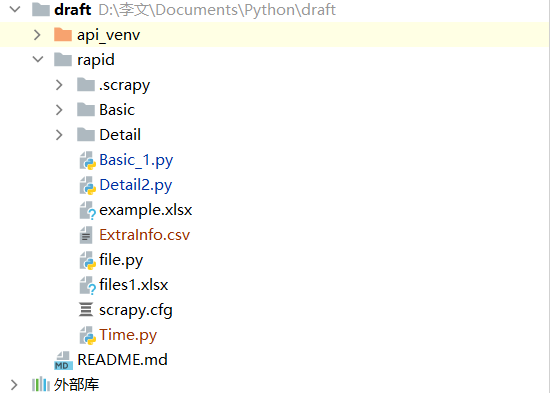 draft D:\李文\Documents\Python\draft
api_venv
rapid
.scrapy
Basic
Detail
Basic_1.py
Detail2.py
example.xlsx
ExtraInfo.csv
file.py
files1.xlsx
scrapy.cfg
Time.py
MD README.md
外部库